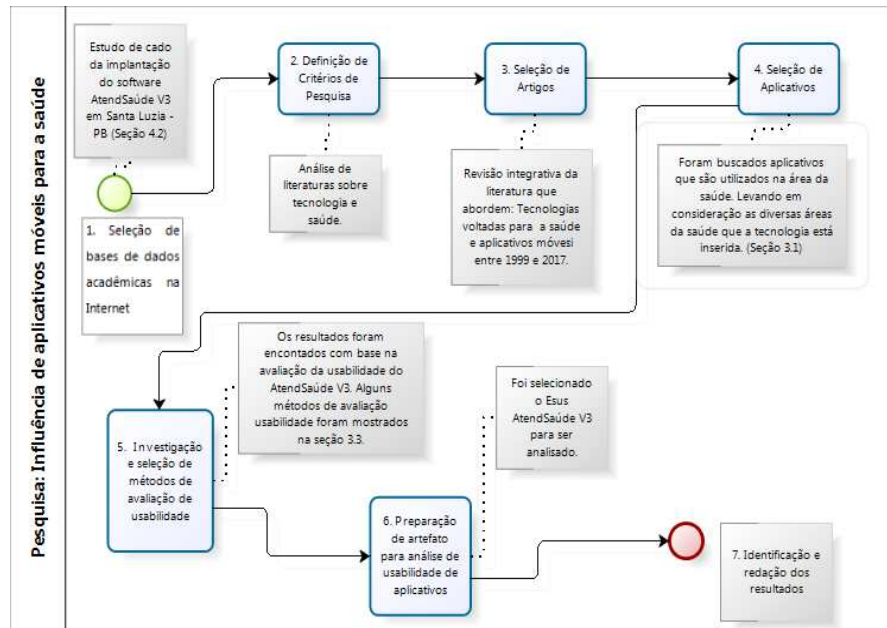 Pesquisa: Influência de aplicativos móveis para a saúde
Estudo de cado
da implantação
do software
AtendSaúde V3
em Santa Luzia -
PB (Seção 4.2)
1. Seleção de
bases de dados
acadêmicas na
Internet
2. Definição de
Critérios de
Pesquisa
Análise de
literaturas sobre
tecnologia e
saúde.
3. Seleção de
Artigos
Revisão integrativa da
literatura que
abordem: Tecnologias
voltadas para a saúde
e aplicativos móvesi
entre 1999 e 2017.
4. Seleção de
Aplicativos
Foram buscados aplicativos
que são utilizados na área da
saúde. Levando em
consideração as diversas áreas
da saúde que a tecnologia está
inserida. (Seção 3.1)
5. Investigação
e seleção de
métodos de
avaliação de
usabilidade
Os resultados foram
encontados com base na
avaliação da usabilidade do
AtendSaúde V3. Alguns
métodos de avaliação
usabilidade foram mostrados
na seção 3.3.
6. Preparação
de artefato
para análise de
usabilidade de
aplicativos
Foi selecionado
o Esus
AtendSaúde V3
para ser
analisado.
7. Identificação e
redação dos
resultados